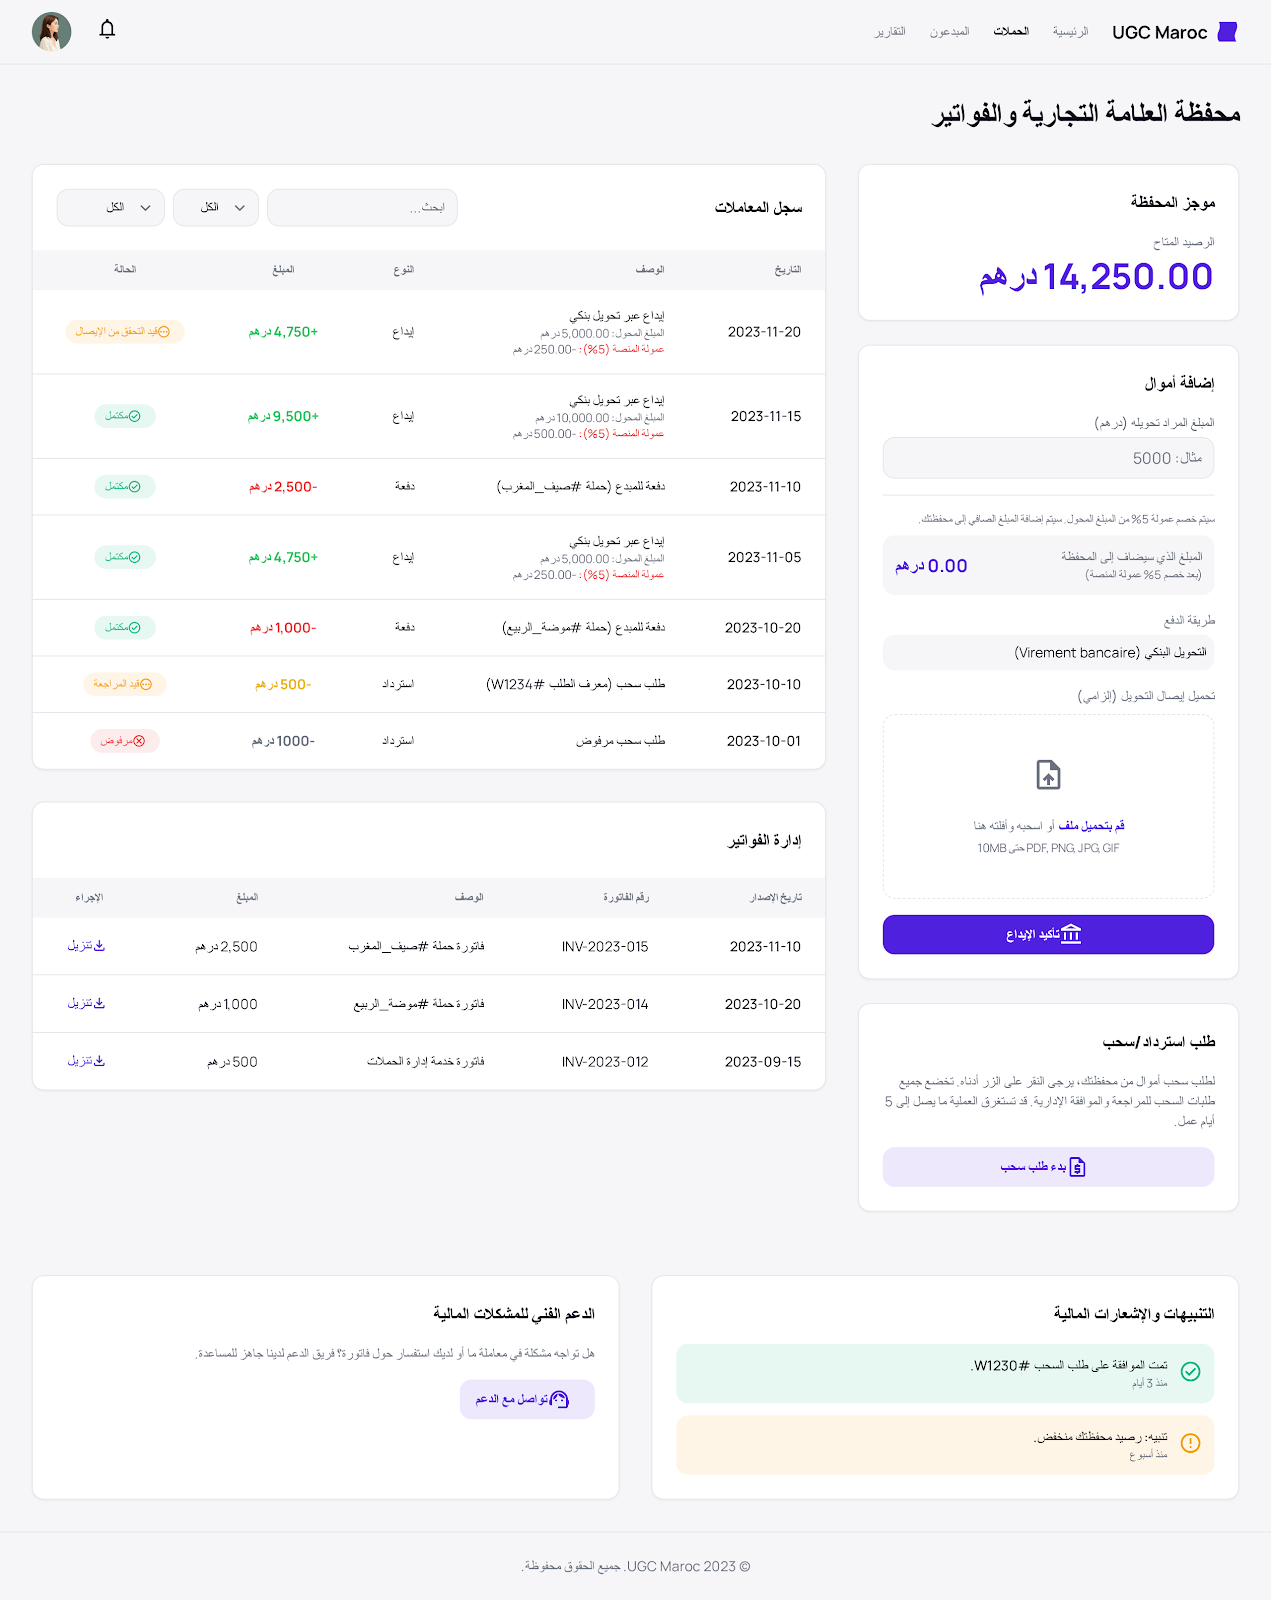 UGC Maroc
الرئيسية
الحملات
المبدعون
التقارير
محفظة العلامة التجارية والفواتير
موجز المحفظة
الرصيد المتاح
14,250.00 درهم
إضافة أموال
المبلغ المراد تحويله (درهم)
مثال: 5000
سيتم خصم عمولة 5% من المبلغ المحول. سيتم إضافة المبلغ الصافي إلى محفظتك.
المبلغ الذي سيضاف إلى المحفظة
(بعد خصم 5% عمولة المنصة)
0.00 درهم
طريقة الدفع
التحويل البنكي (Virement bancaire)
تحميل إيصال التحويل (إلزامي)
قم بتحميل ملف أو اسحبه وأفلته هنا
PDF, PNG, JPG, GIF حتى 10MB
تأكيد الإيداع
طلب استرداد/سحب
لطلب سحب أموال من محفظتك، يرجى النقر على الزر أدناه. تخضع جميع
طلبات السحب للمراجعة والموافقة الإدارية. قد تستغرق العملية ما يصل إلى 5
أيام عمل.
بدء طلب سحب
سجل المعاملات
ابحث...
الكل
الكل
التاريخ الوصف النوع المبلغ الحالة
2023-11-20 إيداع عبر تحويل بنكي إيداع +4,750 درهم قيد التحقق من الإيصال
المبلغ المحول: 5,000.00 درهم
عمولة المنصة (5%): -250.00 درهم
2023-11-15 إيداع عبر تحويل بنكي إيداع +9,500 درهم مكتمل
المبلغ المحول: 10,000.00 درهم
عمولة المنصة (5%): -500.00 درهم
2023-11-10 دفعة للمبدع (حملة #صيف_المغرب) دفعة -2,500 درهم مكتمل
2023-11-05 إيداع عبر تحويل بنكي إيداع +4,750 درهم مكتمل
المبلغ المحول: 5,000.00 درهم
عمولة المنصة (5%): -250.00 درهم
2023-10-20 دفعة للمبدع (حملة #موضة_الربيع) دفعة -1,000 درهم مكتمل
2023-10-10 طلب سحب (معرف الطلب #W1234) استرداد -500 درهم قيد المراجعة
2023-10-01 طلب سحب مرفوض استرداد -1000 درهم مرفوض
إدارة الفواتير
تاريخ الإصدار رقم الفاتورة الوصف المبلغ الإجراء
2023-11-10 INV-2023-015 فاتورة حملة #صيف_المغرب 2,500 درهم تنزيل
2023-10-20 INV-2023-014 فاتورة حملة #موضة_الربيع 1,000 درهم تنزيل
2023-09-15 INV-2023-012 فاتورة خدمة إدارة الحملات 500 درهم تنزيل
التنبيهات والإشعارات المالية
تمت الموافقة على طلب السحب #W1230.
منذ 3 أيام
تنبيه: رصيد محفظتك منخفض.
منذ أسبوع
الدعم الفني للمشكلات المالية
هل تواجه مشكلة في معاملة ما أو لديك استفسار حول فاتورة؟ فريق الدعم لدينا جاهز للمساعدة.
تواصل مع الدعم
© 2023 UGC Maroc. جميع الحقوق محفوظة.